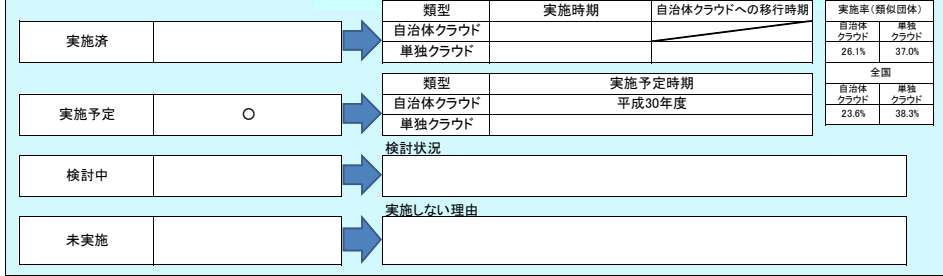 類型 実施時期 自治体クラウドへの移行時期
実施済 自治体クラウド
単独クラウド
実施率(類似団体)
自治体クラウド 単独クラウド
26.1% 37.0%
全国
自治体クラウド 単独クラウド
23.6% 38.3%
類型 実施予定時期
実施予定 〇 自治体クラウド 平成30年度
単独クラウド
検討状況
検討中
実施しない理由
未実施